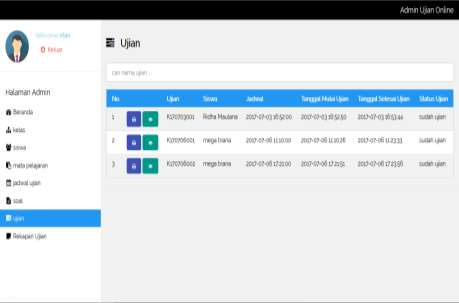 Admin Ujian Online
Keluar
Ujian
cari nama ujian ...
Halaman Admin
Beranda
kelas
siswa
mata pelajaran
jadwal ujian
soal
ujian
Rekapan Ujian
No Ujian Siswa Jadwal Tanggal Mulai Ujian Tanggal Selesai Ujian Status Ujian
1 K170703001 Ridha Maulana 2017-07-03 16:52:00 2017-07-03 16:52:50 2017-07-03 16:53:44 sudah ujian
2 K170706001 mega triana 2017-07-06 11:10:00 2017-07-06 11:10:26 2017-07-06 11:23:33 sudah ujian
3 K170706002 mega triana 2017-07-06 17:21:00 2017-07-06 17:21:51 2017-07-06 17:23:56 sudah ujian